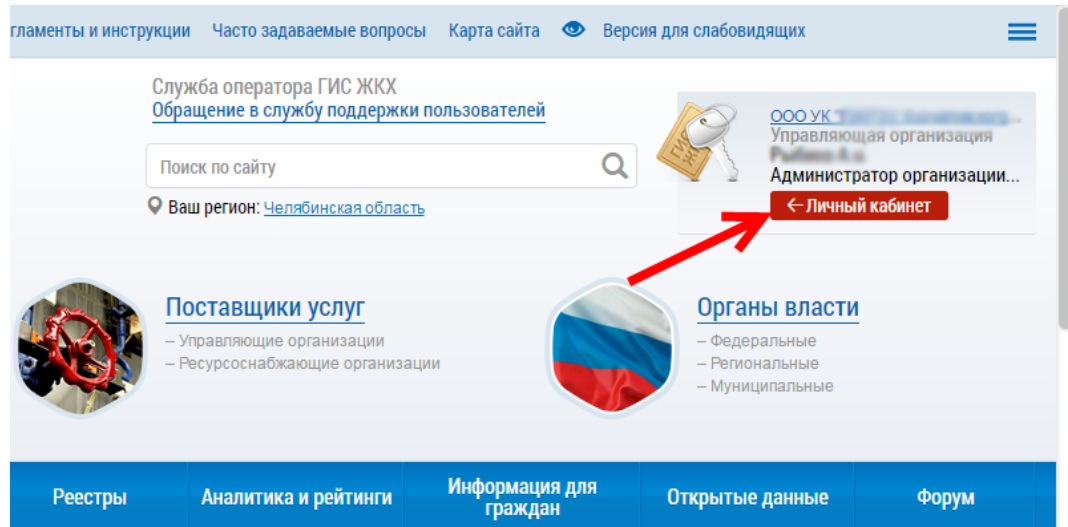 гламенты и инструкции Часто задаваемые вопросы Карта сайта Версия для слабовидящих
Служба оператора ГИС ЖКХ
Обращение в службу поддержки пользователей
Поиск по сайту
Ваш регион: Челябинская область
ГИС
ЖК
ООО УК
Управляющая организация
Администратор организации...
← Личный кабинет
Поставщики услуг
– Управляющие организации
– Ресурсоснабжающие организации
Органы власти
– Федеральные
– Региональные
– Муниципальные
Реестры Аналитика и рейтинги Информация для граждан Открытые данные Форум